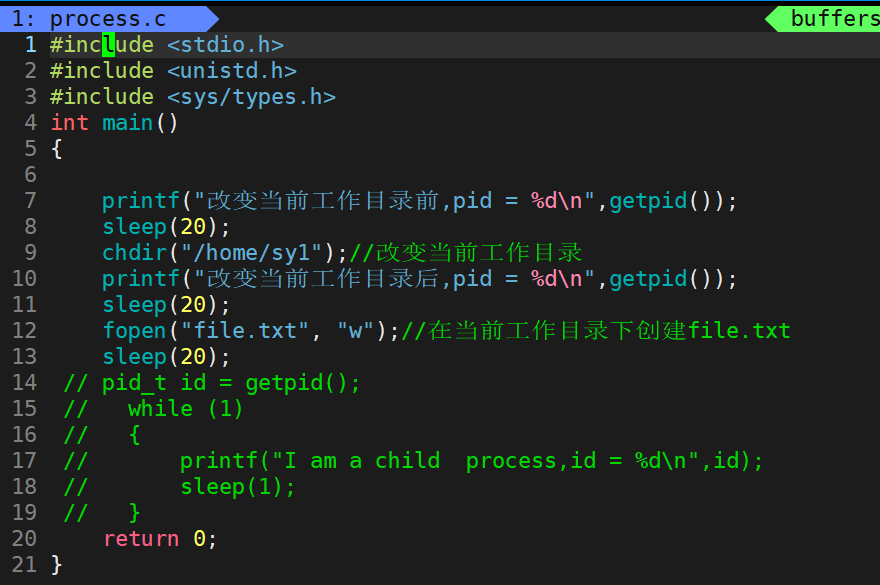 1: process.c buffers
1 #include <stdio.h>
2 #include <unistd.h>
3 #include <sys/types.h>
4 int main()
5 {
6
7     printf("改变当前工作目录前,pid = %d\n",getpid());
8     sleep(20);
9     chdir("/home/sy1");//改变当前工作目录
10     printf("改变当前工作目录后,pid = %d\n",getpid());
11     sleep(20);
12     fopen("file.txt", "w");//在当前工作目录下创建file.txt
13     sleep(20);
14  // pid_t id = getpid();
15  //   while (1)
16  //   {
17  //       printf("I am a child  process,id = %d\n",id);
18  //       sleep(1);
19  //   }
20     return 0;
21 }